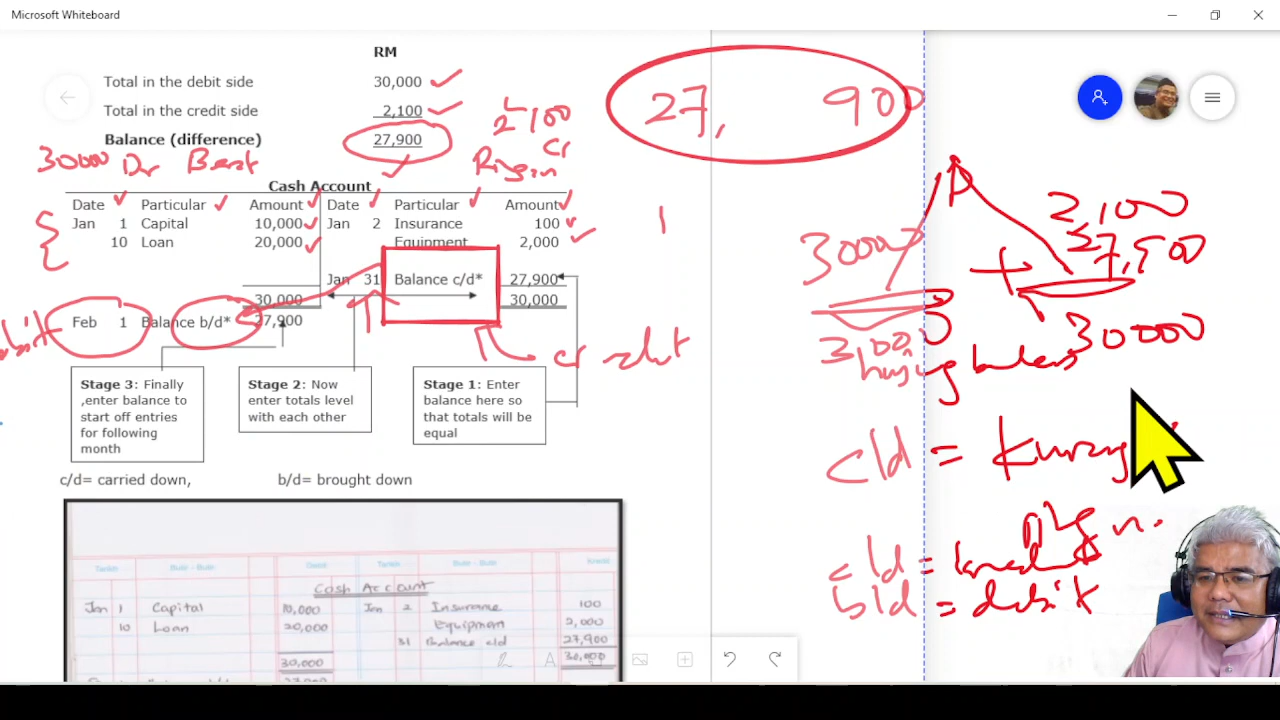 Microsoft Whiteboard
RM
Total in the debit side 30,000
Total in the credit side 2,100
Balance (difference) 27,900
27, 900
2100
cr
30000 Dr Besar
Cash Account
Date Particular Amount Date Particular Amount
Jan 1 Capital 10,000 Jan 2 Insurance 100
10 Loan 20,000 Equipment 2,000
Jan 31 Balance c/d* 27,900
30,000 30,000
Feb 1 Balance b/d* 27,900
cr
Stage 3: Finally
,enter balance to
start off entries
for following
month
Stage 2: Now
enter totals level
with each other
Stage 1: Enter
balance here so
that totals will be
equal
c/d= carried down, b/d= brought down
2,100
30000 27,900
30000
c/d =
c/d =
b/d = debit
Cash Account
Jan 1 Capital 10,000 Jan 2 Insurance 100
10 Loan 20,000 Equipment 2,000
31 Balance c/d 27,900
30,000 30,000